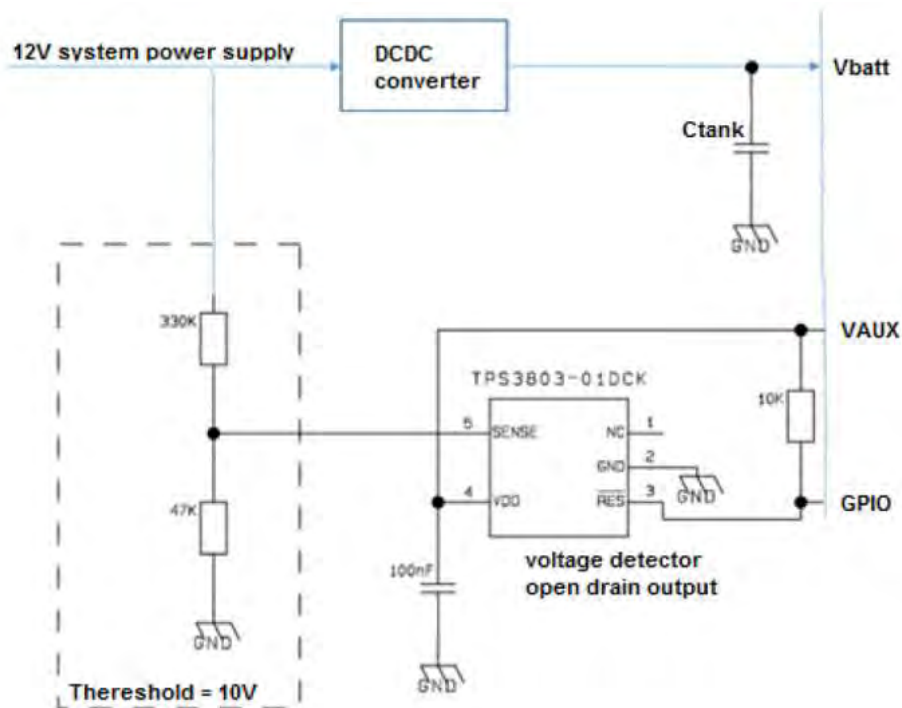 12V system power supply
DCDC
converter
Vbatt
Ctank
GND
330K
VAUX
TPS3803-01DCK
10K
5
SENSE
NC
1
GND
2
GND
47K
4
VDD
RES
3
GPIO
100nF
voltage detector
open drain output
GND
GND
Thereshold = 10V